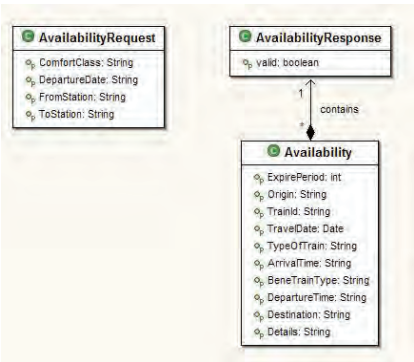 AvailabilityRequest
ComfortClass: String
DepartureDate: String
FromStation: String
ToStation: String
AvailabilityResponse
valid: boolean
1
contains
*
Availability
ExpirePeriod: int
Origin: String
TrainId: String
TravelDate: Date
TypeOfTrain: String
ArrivalTime: String
BeneTrainType: String
DepartureTime: String
Destination: String
Details: String